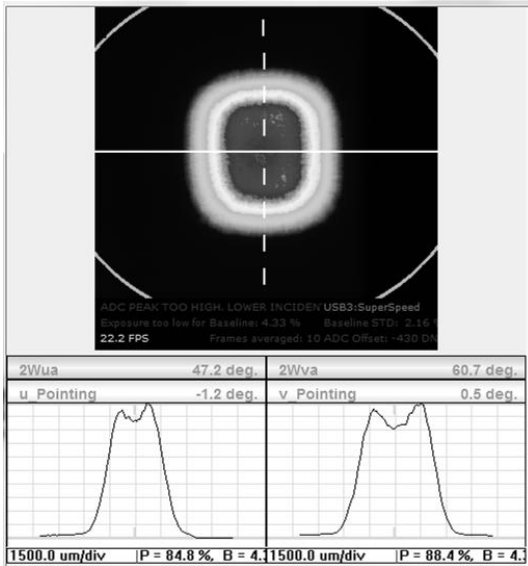 ADC PEAK TOO HIGH. LOWER INCIDEN USB3:SuperSpeed
Exposure too low for Baseline: 4.33 % Baseline STD: 2.16 %
22.2 FPS Frames averaged: 10 ADC Offset: -430 DN
2Wua 47.2 deg. 2Wva 60.7 deg.
u_Pointing -1.2 deg. v_Pointing 0.5 deg.
1500.0 um/div P = 84.8 %, B = 4. 1500.0 um/div P = 88.4 %, B = 4.